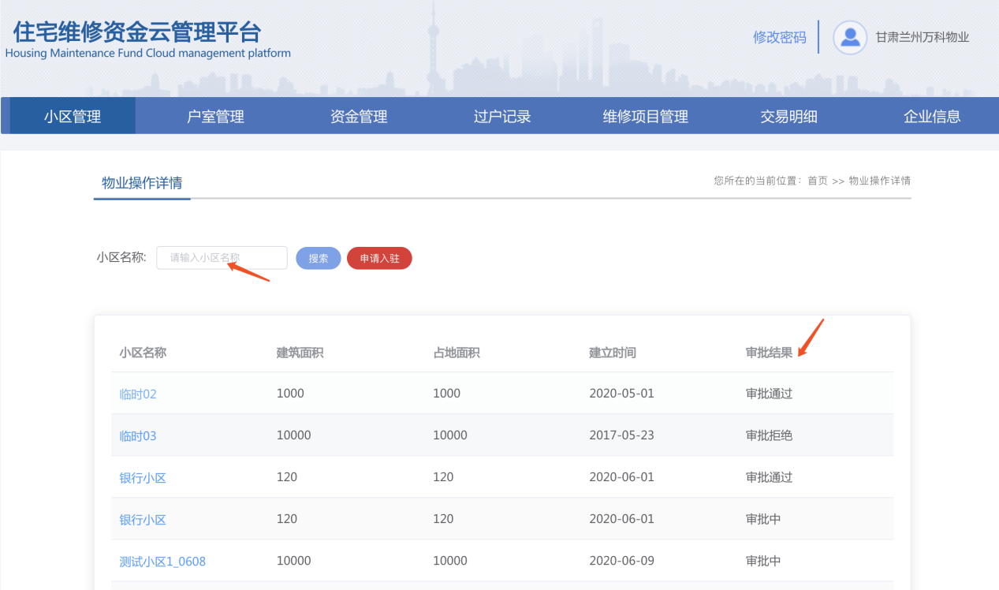 住宅维修资金云管理平台
Housing Maintenance Fund Cloud management platform
修改密码 甘肃兰州万科物业
小区管理 户室管理 资金管理 过户记录 维修项目管理 交易明细 企业信息
物业操作详情 您所在的当前位置：首页 >> 物业操作详情
小区名称: 请输入小区名称 搜索 申请入驻
小区名称 建筑面积 占地面积 建立时间 审批结果
临时02 1000 1000 2020-05-01 审批通过
临时03 10000 10000 2017-05-23 审批拒绝
银行小区 120 120 2020-06-01 审批通过
银行小区 120 120 2020-06-01 审批中
测试小区1_0608 10000 10000 2020-06-09 审批中